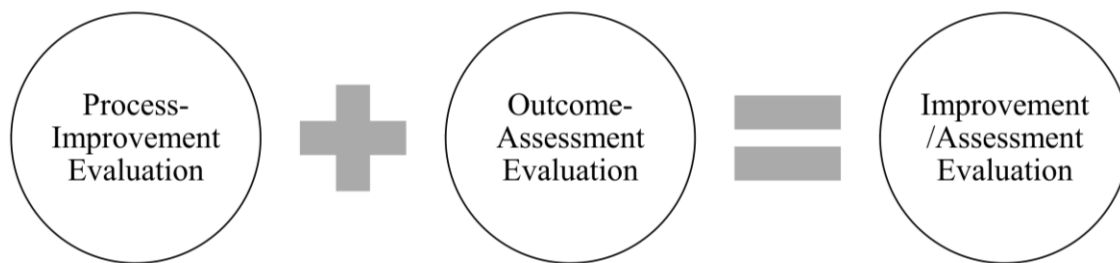 Process-
Improvement
Evaluation
Outcome-
Assessment
Evaluation
Improvement
/Assessment
Evaluation